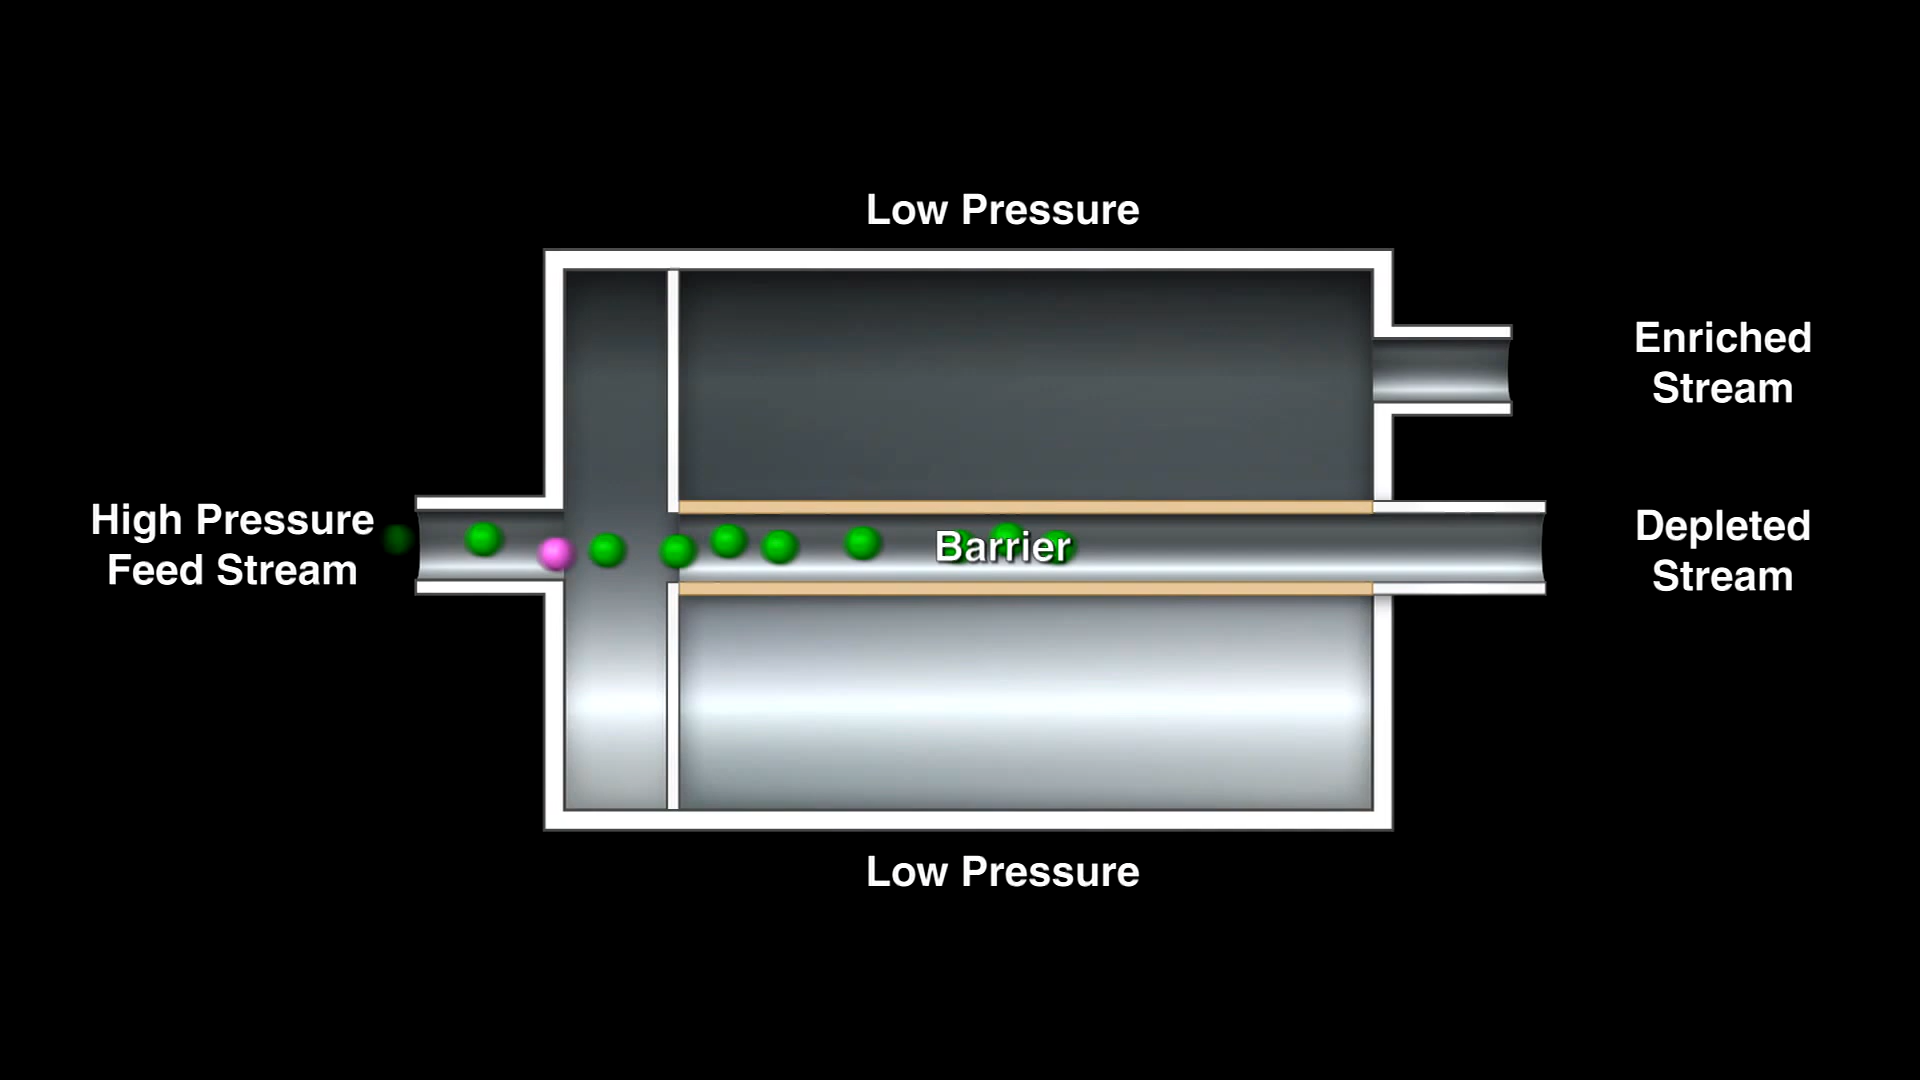 Low Pressure
Enriched
Stream
High Pressure
Feed Stream
Barrier
Depleted
Stream
Low Pressure